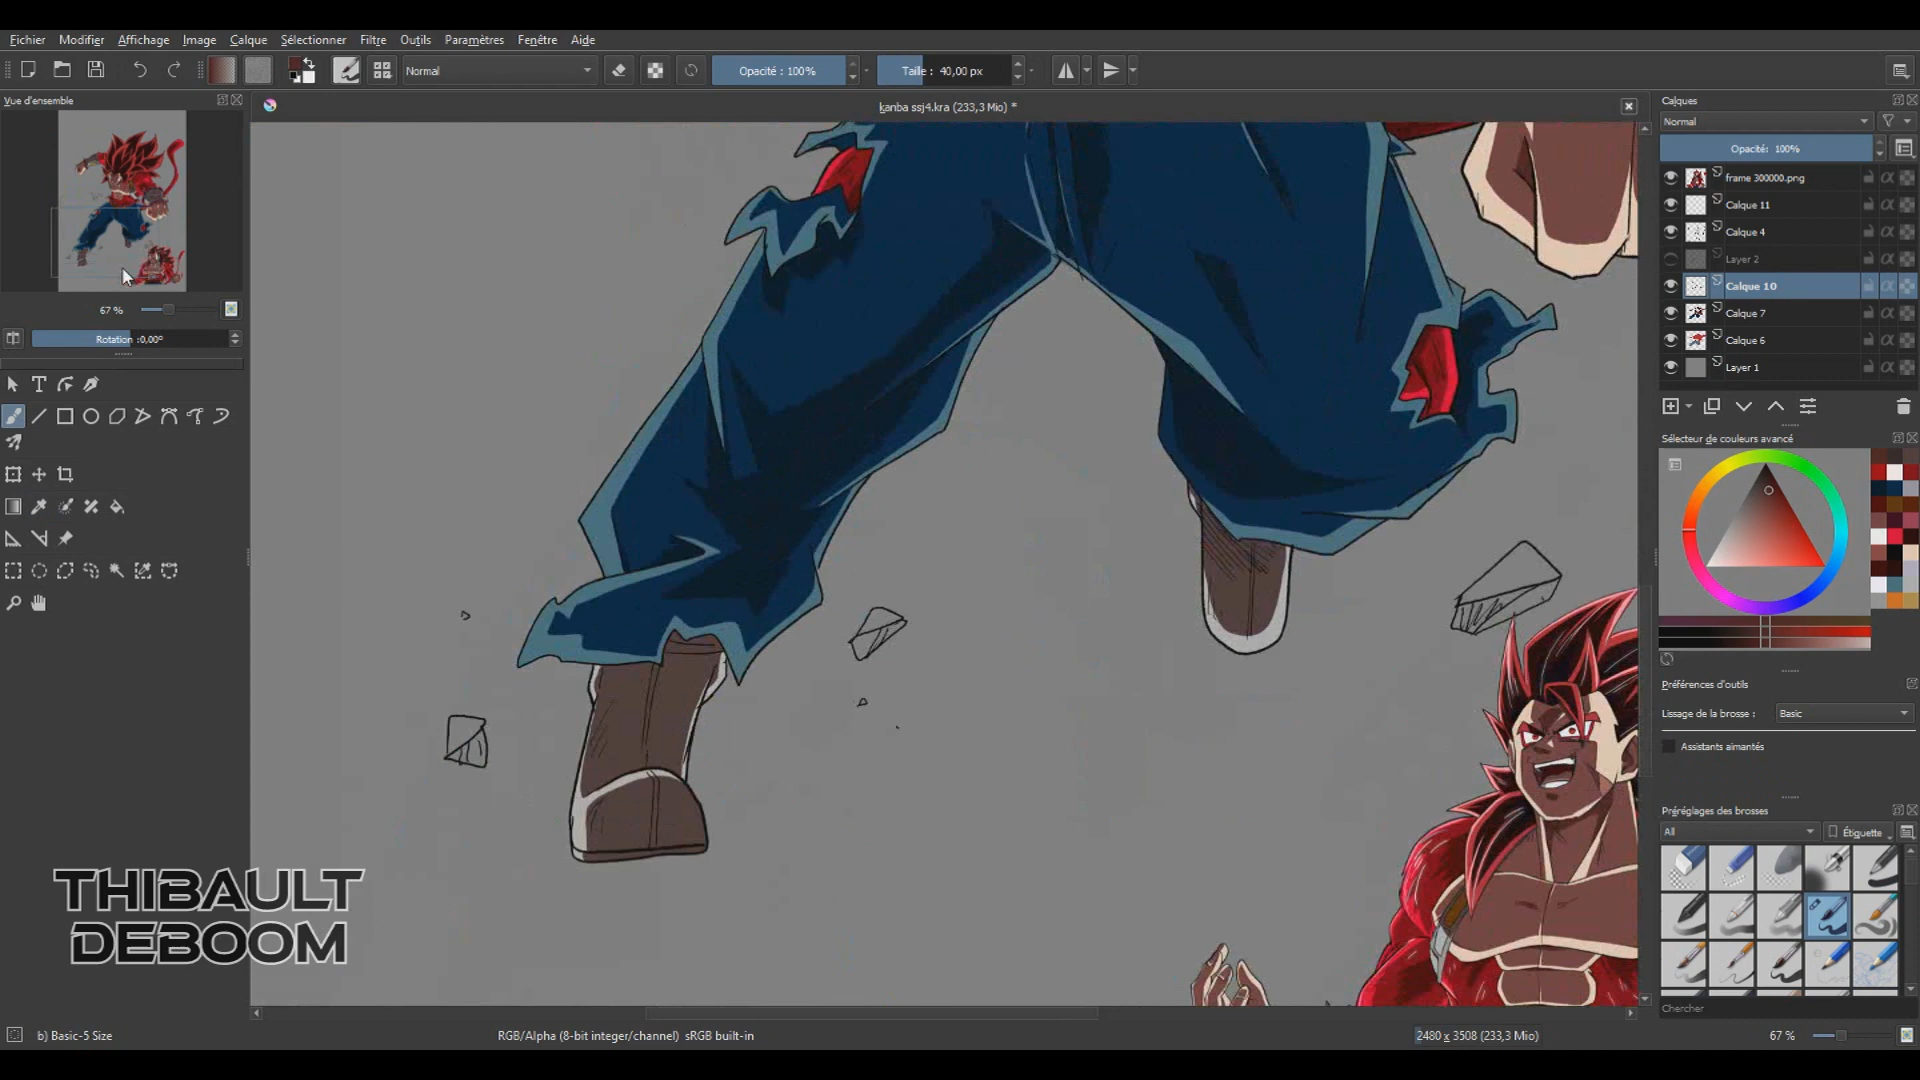 Fichier Modifier Affichage Image Calque Sélectionner Filtre Outils Paramètres Fenêtre Aide
Normal
Opacité : 100%
Taille : 40,00 px
Vue d'ensemble
kanba ssj4.kra (233,3 Mio) *
67 %
Rotation :0,00°
Calques
Normal
Opacité: 100%
frame 300000.png
Calque 11
Calque 4
Layer 2
Calque 10
Calque 7
Calque 6
Layer 1
Sélecteur de couleurs avancé
Préférences d'outils
Lissage de la brosse :
Basic
Assistants aimantés
Préréglages des brosses
All
Étiquette
Chercher
THIBAULT
DEBOOM
b) Basic-5 Size
RGB/Alpha (8-bit integer/channel) sRGB built-in
2480 x 3508 (233,3 Mio)
67 %